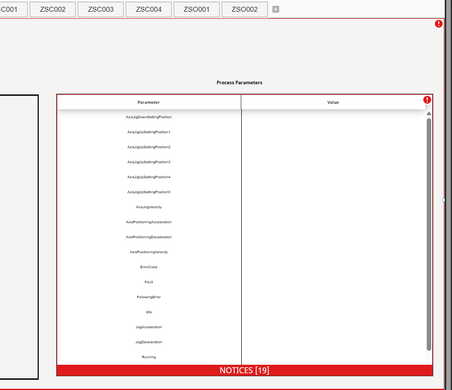 C001 ZSC002 ZSC003 ZSC004 ZSO001 ZSO002
Process Parameters
Parameter Value
AxisJogDownSettingPosition
AxisJogUpSettingPosition1
AxisJogUpSettingPosition2
AxisJogUpSettingPosition3
AxisJogUpSettingPosition4
AxisJogUpSettingPosition5
AxisJogVelocity
AxisPositioningAcceleration
AxisPositioningDeceleration
AxisPositioningVelocity
ErrorCode
Fault
FollowingError
Idle
JogAcceleration
JogDeceleration
Running
NOTICES [19]